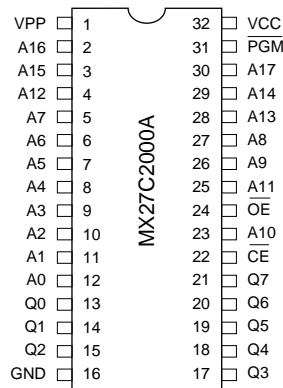 VPP 1 32 VCC
A16 2 31 PGM
A15 3 30 A17
A12 4 29 A14
A7 5 28 A13
A6 6 27 A8
A5 7 26 A9
A4 8 25 A11
A3 9 24 OE
A2 10 23 A10
A1 11 22 CE
A0 12 21 Q7
Q0 13 20 Q6
Q1 14 19 Q5
Q2 15 18 Q4
GND 16 17 Q3
MX27C2000A